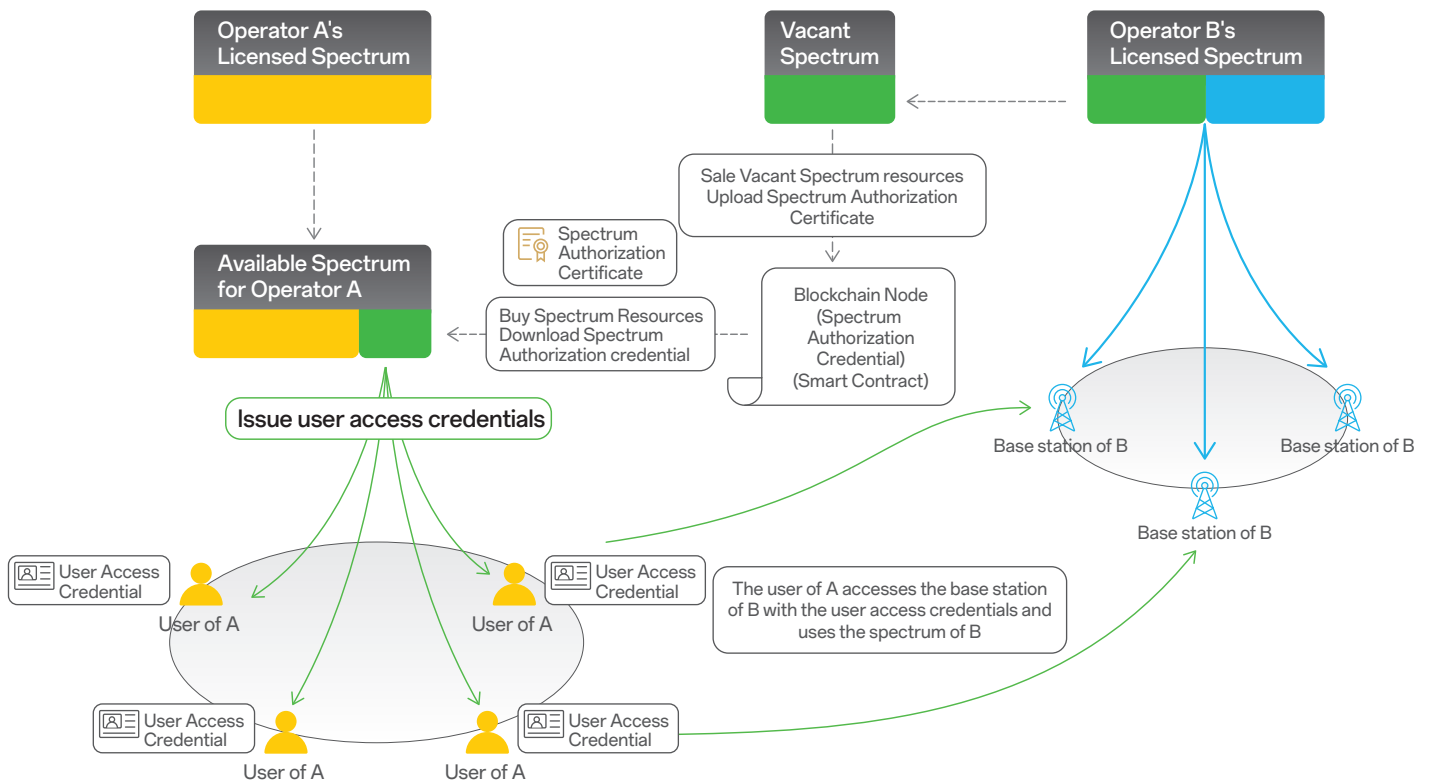 Operator A's
Licensed Spectrum
Vacant
Spectrum
Operator B's
Licensed Spectrum
Sale Vacant Spectrum resources
Upload Spectrum Authorization
Certificate
Spectrum
Authorization
Certificate
Available Spectrum
for Operator A
Buy Spectrum Resources
Download Spectrum
Authorization credential
Blockchain Node
(Spectrum
Authorization
Credential)
(Smart Contract)
Issue user access credentials
Base station of B
Base station of B
Base station of B
User Access
Credential
User of A
User of A
User Access
Credential
The user of A accesses the base station
of B with the user access credentials and
uses the spectrum of B
User Access
Credential
User of A
User of A
User Access
Credential